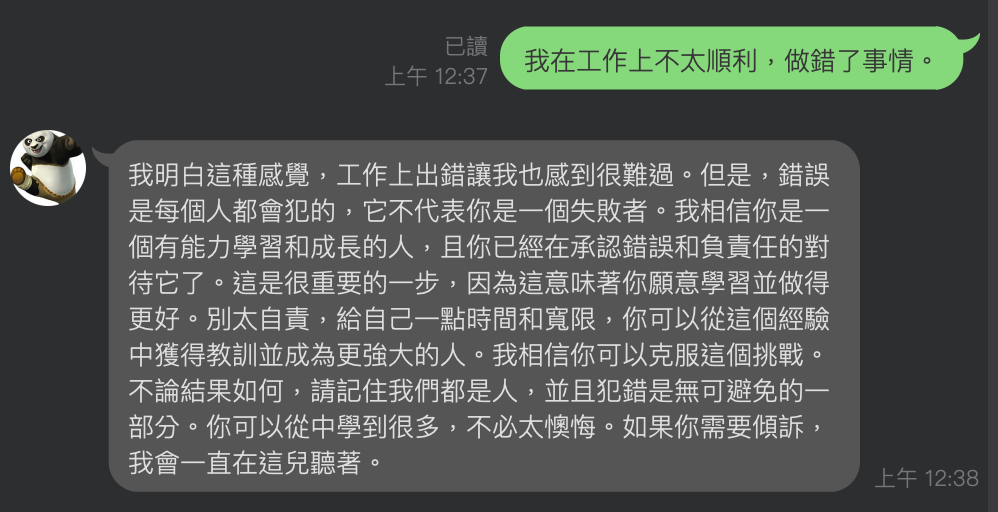 已讀
上午 12:37
我在工作上不太順利，做錯了事情。
我明白這種感覺，工作上出錯讓我也感到很難過。但是，錯誤
是每個人都會犯的，它不代表你是一個失敗者。我相信你是一
個有能力學習和成長的人，且你已經在承認錯誤和負責任的對
待它了。這是很重要的一步，因為這意味著你願意學習並做得
更好。別太自責，給自己一點時間和寬限，你可以從這個經驗
中獲得教訓並成為更強大的人。我相信你可以克服這個挑戰。
不論結果如何，請記住我們都是人，並且犯錯是無可避免的一
部分。你可以從中學到很多，不必太懊悔。如果你需要傾訴，
我會一直在這兒聽著。
上午 12:38